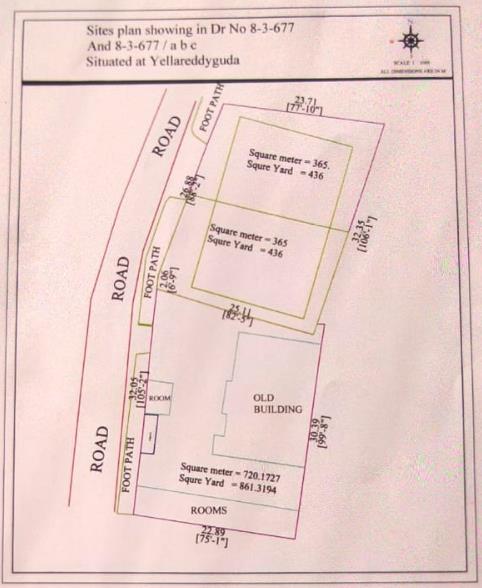 Sites plan showing in Dr No 8-3-677
And 8-3-677 / a b c
Situated at Yellareddyguda
N
ALL DIMENSIONS ARE IN M
23.71
[77'-10"]
FOOT PATH
ROAD
Square meter = 365.
Squre Yard = 436
26.88
[88'-2"]
Square meter = 365
Squre Yard = 436
32.35
[106'-1"]
FOOT PATH
ROAD
2.06
[6'-9"]
25.11
[82'-5"]
32.05
[105'-2"]
ROOM
OLD
BUILDING
30.39
[99'-8"]
ROAD
FOOT PATH
Square meter = 720.1727
Squre Yard = 861.3194
ROOMS
22.89
[75'-1"]